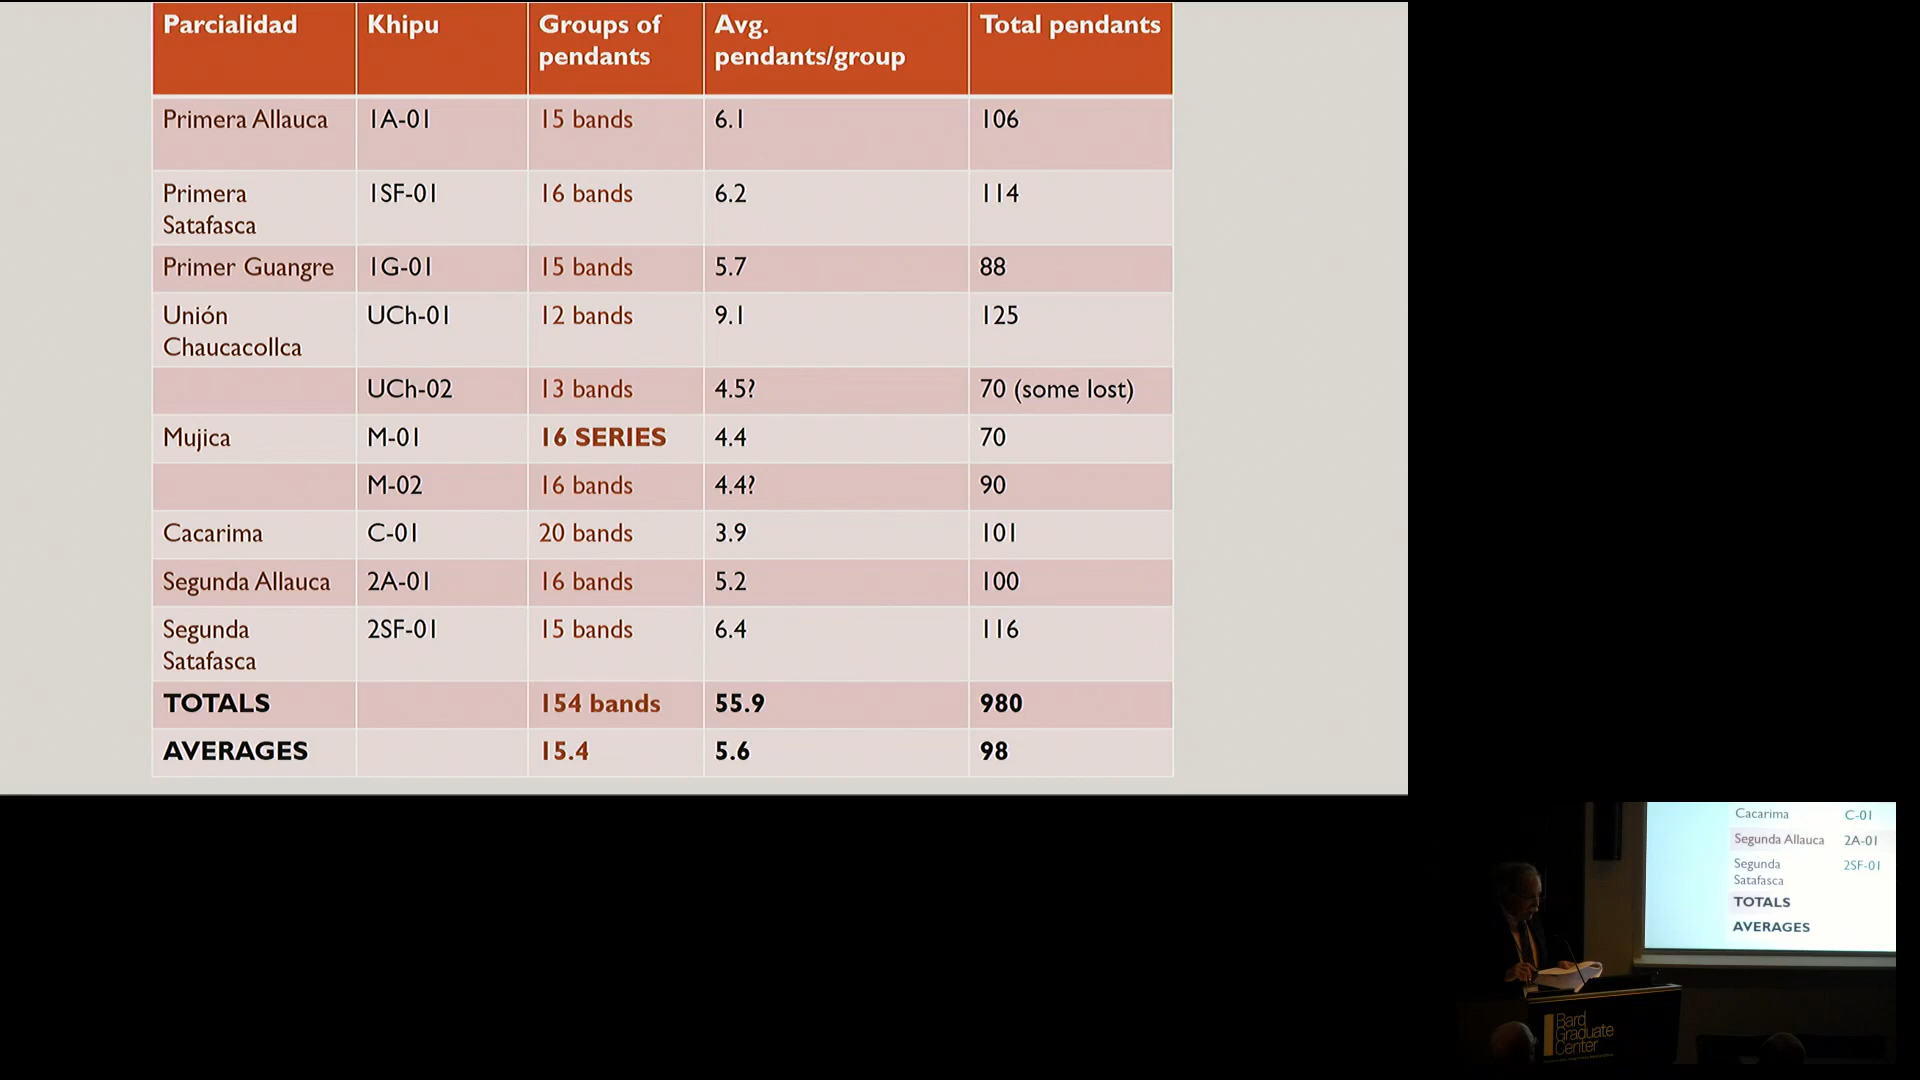 Parcialidad Khipu Groups of pendants Avg. pendants/group Total pendants
Primera Allauca 1A-01 15 bands 6.1 106
Primera Satafasca 1SF-01 16 bands 6.2 114
Primer Guangre 1G-01 15 bands 5.7 88
Unión Chaucacollca UCh-01 12 bands 9.1 125
UCh-02 13 bands 4.5? 70 (some lost)
Mujica M-01 16 SERIES 4.4 70
M-02 16 bands 4.4? 90
Cacarima C-01 20 bands 3.9 101
Segunda Allauca 2A-01 16 bands 5.2 100
Segunda Satafasca 2SF-01 15 bands 6.4 116
TOTALS 154 bands 55.9 980
AVERAGES 15.4 5.6 98
Cacarima C-01
Segunda Allauca 2A-01
Segunda 2SF-01
Satafasca
TOTALS
AVERAGES
Bard
Graduate
Center